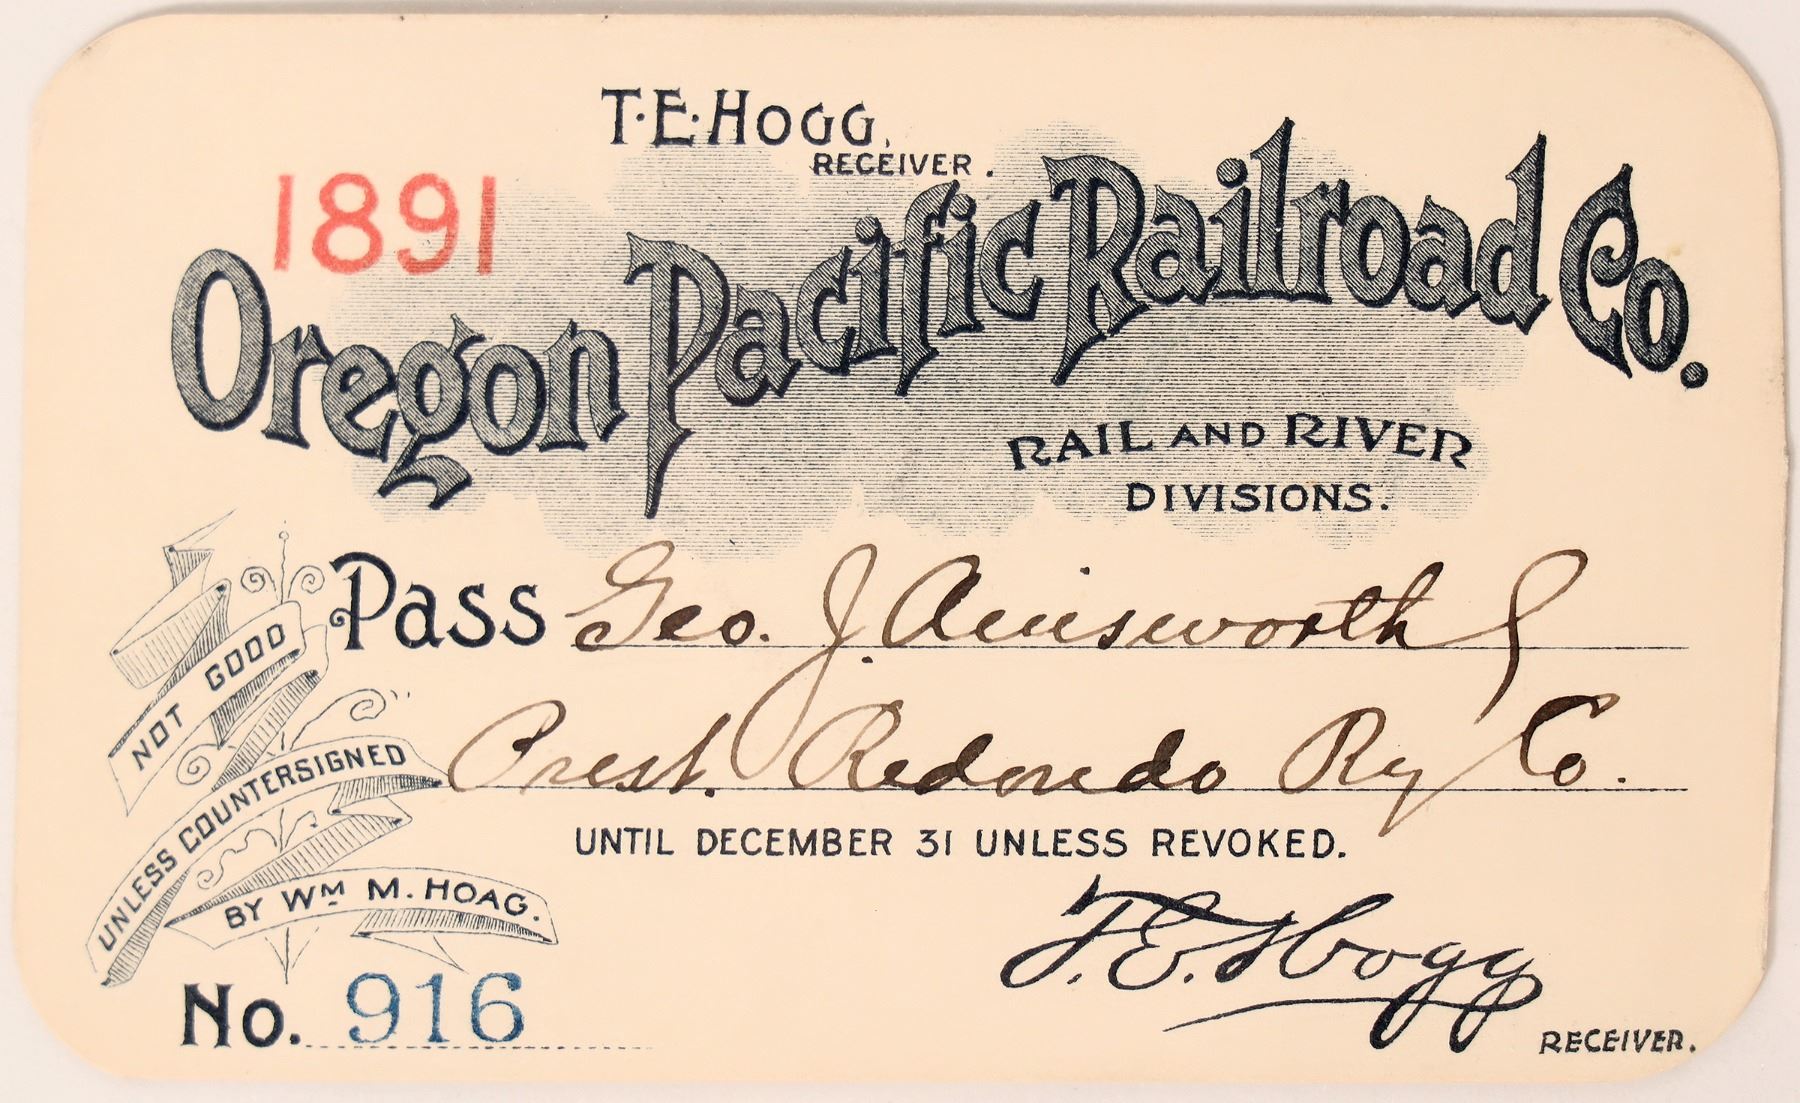 T.E. HOGG,
RECEIVER.
1891
Oregon Pacific Railroad Co.
RAIL AND RIVER
DIVISIONS.
Pass Geo. J. Ainsworth
Prest. Redondo Ry Co.
UNTIL DECEMBER 31 UNLESS REVOKED.
NOT GOOD
UNLESS COUNTERSIGNED
BY WM M. HOAG.
T.E. Hogg
RECEIVER.
No. 916